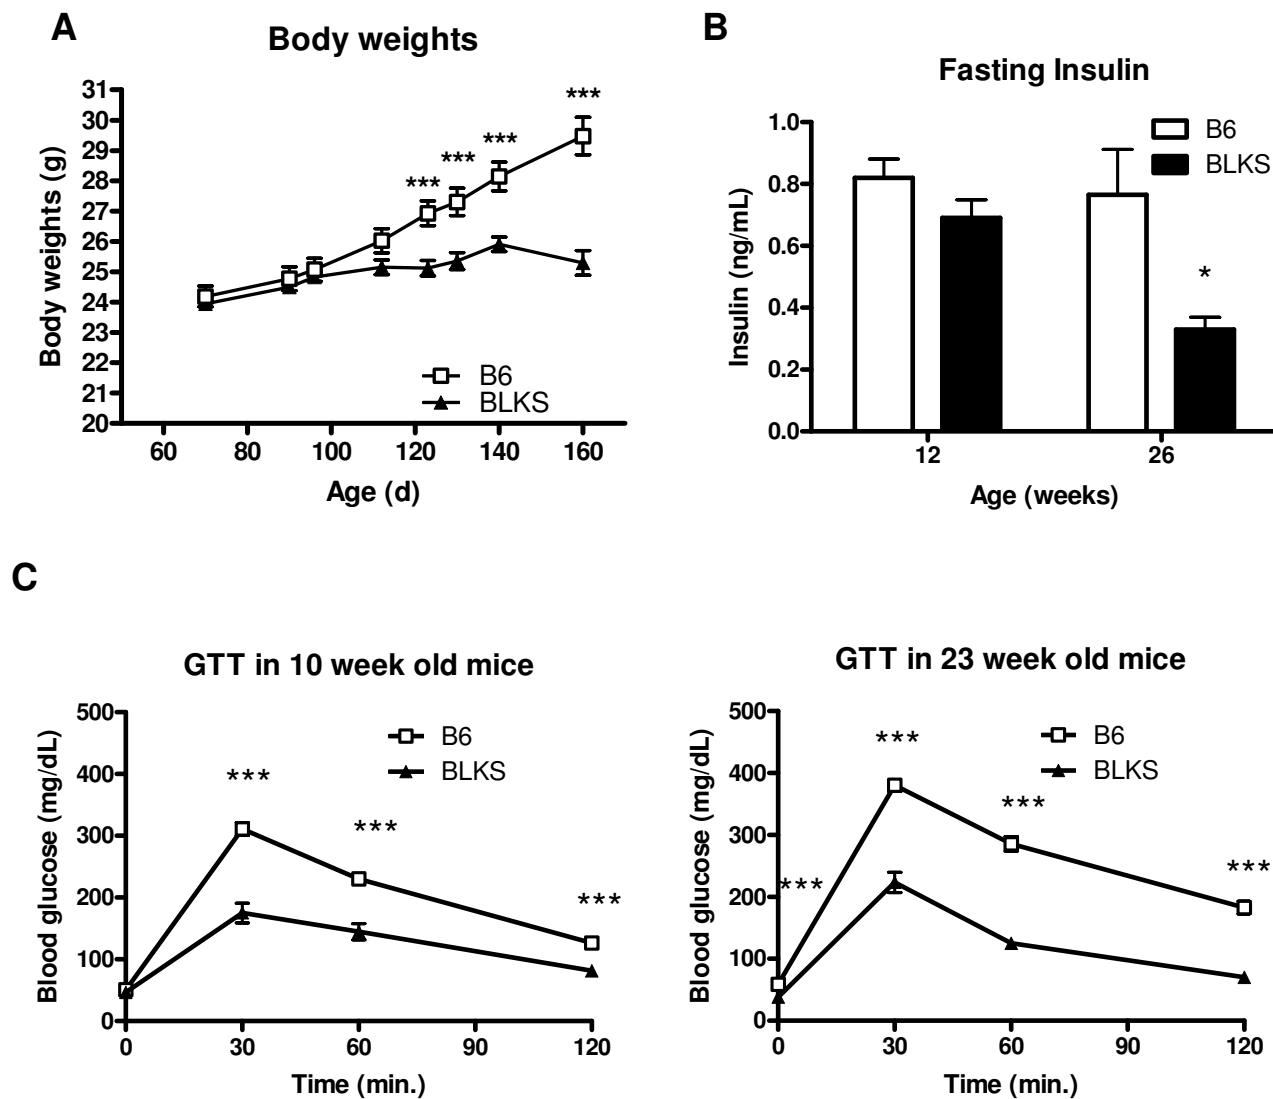 A
Body weights
31
30
29
28
27
26
25
24
23
22
21
20
Body weights (g)
***
***
***
***
B6
BLKS
60 80 100 120 140 160
Age (d)
B
Fasting Insulin
1.0
0.8
0.6
0.4
0.2
0.0
Insulin (ng/mL)
B6
BLKS
*
12 26
Age (weeks)
C
GTT in 10 week old mice
500
400
300
200
100
0
Blood glucose (mg/dL)
B6
BLKS
***
***
***
0 30 60 90 120
Time (min.)
GTT in 23 week old mice
500
400
300
200
100
0
Blood glucose (mg/dL)
B6
BLKS
***
***
***
***
0 30 60 90 120
Time (min.)